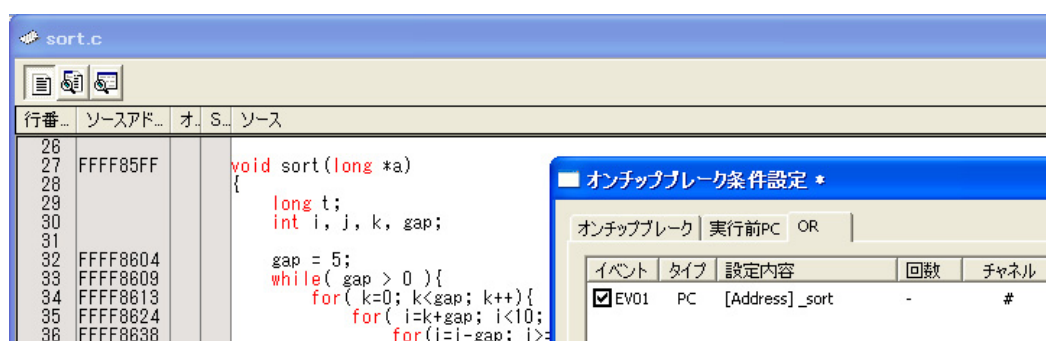 sort.c
行番... ソースアド... オ.. S... ソース
26
27 FFFF85FF void sort(long *a)
28 {
29 long t;
30 int i, j, k, gap;
31
32 FFFF8604 gap = 5;
33 FFFF8609 while( gap > 0 ){
34 FFFF8613 for( k=0; k<gap; k++){
35 FFFF8624 for( i=k+gap; i<10;
36 FFFF8638 for(j=i-gap; j>=
オンチップブレーク条件設定 *
オンチップブレーク 実行前PC OR
イベント タイプ 設定内容 回数 チャネル
EV01 PC [Address] _sort - #